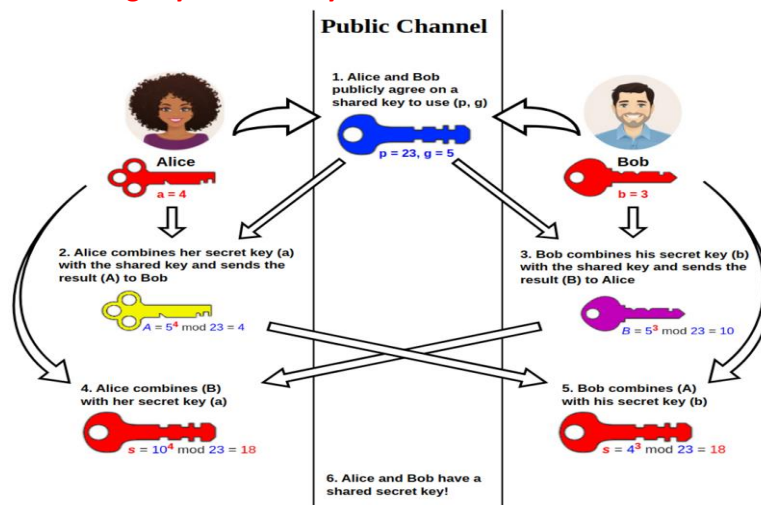 Public Channel
1. Alice and Bob
publicly agree on a
shared key to use (p, g)
p = 23, g = 5
Alice
a = 4
Bob
b = 3
2. Alice combines her secret key (a)
with the shared key and sends the
result (A) to Bob
A = 5⁴ mod 23 = 4
3. Bob combines his secret key (b)
with the shared key and sends the
result (B) to Alice
B = 5³ mod 23 = 10
4. Alice combines (B)
with her secret key (a)
s = 10⁴ mod 23 = 18
5. Bob combines (A)
with his secret key (b)
s = 4³ mod 23 = 18
6. Alice and Bob have a
shared secret key!